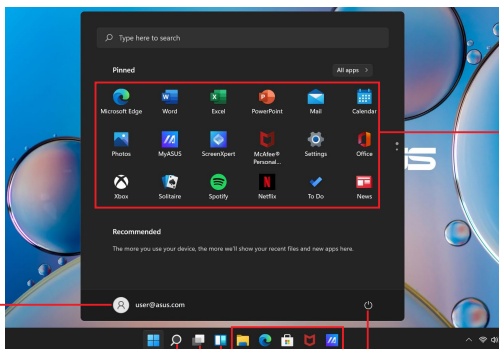 Type here to search
Pinned
All apps >
Microsoft Edge Word Excel PowerPoint Mail Calendar
Photos MyASUS ScreenXpert McAfee® Settings Office
Personal...
Xbox Solitaire Spotify Netflix To Do News
Recommended
The more you use your device, the more we'll show your recent files and new apps here.
user@asus.com